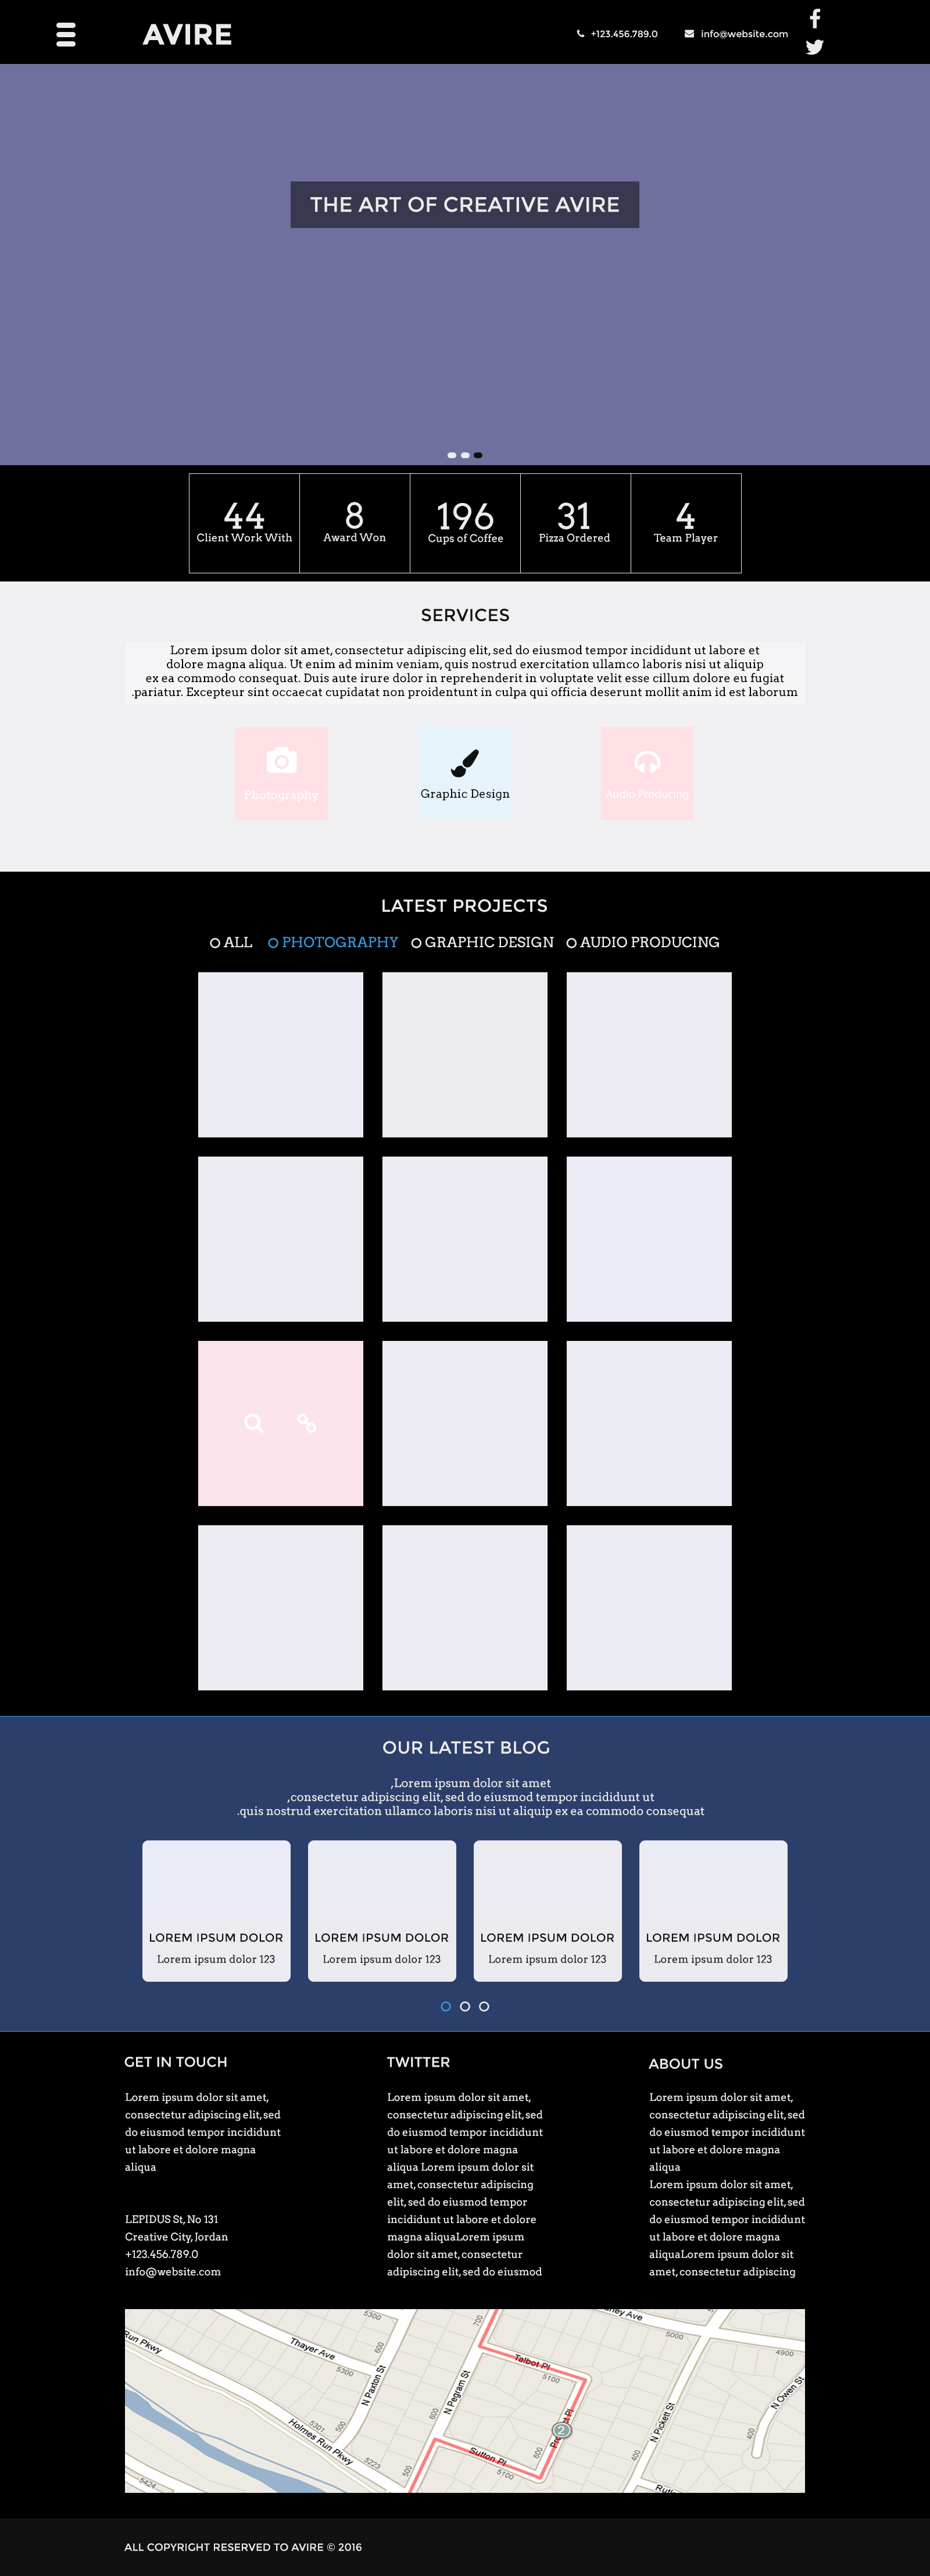 AVIRE
+123.456.789.0
info@website.com
THE ART OF CREATIVE AVIRE
44
Client Work With
8
Award Won
196
Cups of Coffee
31
Pizza Ordered
4
Team Player
SERVICES
Lorem ipsum dolor sit amet, consectetur adipiscing elit, sed do eiusmod tempor incididunt ut labore et
dolore magna aliqua. Ut enim ad minim veniam, quis nostrud exercitation ullamco laboris nisi ut aliquip
ex ea commodo consequat. Duis aute irure dolor in reprehenderit in voluptate velit esse cillum dolore eu fugiat
.pariatur. Excepteur sint occaecat cupidatat non proidentunt in culpa qui officia deserunt mollit anim id est laborum
Photography
Graphic Design
Audio Producing
LATEST PROJECTS
ALL
PHOTOGRAPHY
GRAPHIC DESIGN
AUDIO PRODUCING
OUR LATEST BLOG
,Lorem ipsum dolor sit amet
,consectetur adipiscing elit, sed do eiusmod tempor incididunt ut
.quis nostrud exercitation ullamco laboris nisi ut aliquip ex ea commodo consequat
LOREM IPSUM DOLOR
Lorem ipsum dolor 123
LOREM IPSUM DOLOR
Lorem ipsum dolor 123
LOREM IPSUM DOLOR
Lorem ipsum dolor 123
LOREM IPSUM DOLOR
Lorem ipsum dolor 123
GET IN TOUCH
Lorem ipsum dolor sit amet,
consectetur adipiscing elit, sed
do eiusmod tempor incididunt
ut labore et dolore magna
aliqua
LEPIDUS St, No 131
Creative City, Jordan
+123.456.789.0
info@website.com
TWITTER
Lorem ipsum dolor sit amet,
consectetur adipiscing elit, sed
do eiusmod tempor incididunt
ut labore et dolore magna
aliqua Lorem ipsum dolor sit
amet, consectetur adipiscing
elit, sed do eiusmod tempor
incididunt ut labore et dolore
magna aliquaLorem ipsum
dolor sit amet, consectetur
adipiscing elit, sed do eiusmod
ABOUT US
Lorem ipsum dolor sit amet,
consectetur adipiscing elit, sed
do eiusmod tempor incididunt
ut labore et dolore magna
aliqua
Lorem ipsum dolor sit amet,
consectetur adipiscing elit, sed
do eiusmod tempor incididunt
ut labore et dolore magna
aliquaLorem ipsum dolor sit
amet, consectetur adipiscing
5300
700
Ave
5000
4900
Run Pkwy
Thayer Ave
5300
600
N Paxton St
N Pegram St
Talbot Pl
5100
N Owen St
Holmes Run Pkwy
5301
500
600
2
Pl
N Pickett St
400
5223
500
Sutton Pl
5100
600
400
5424
ALL COPYRIGHT RESERVED TO AVIRE © 2016